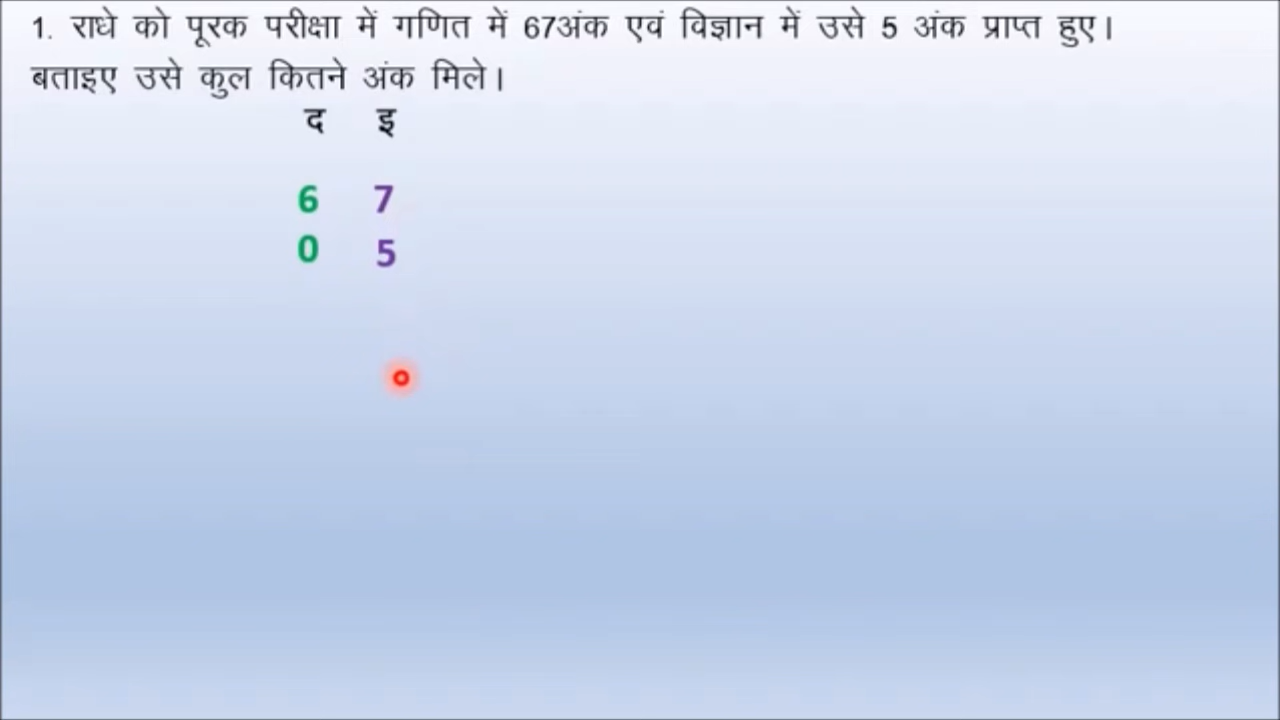 1. राधे को पूरक परीक्षा में गणित में 67अंक एवं विज्ञान में उसे 5 अंक प्राप्त हुए।
बताइए उसे कुल कितने अंक मिले।
द इ
6 7
0 5